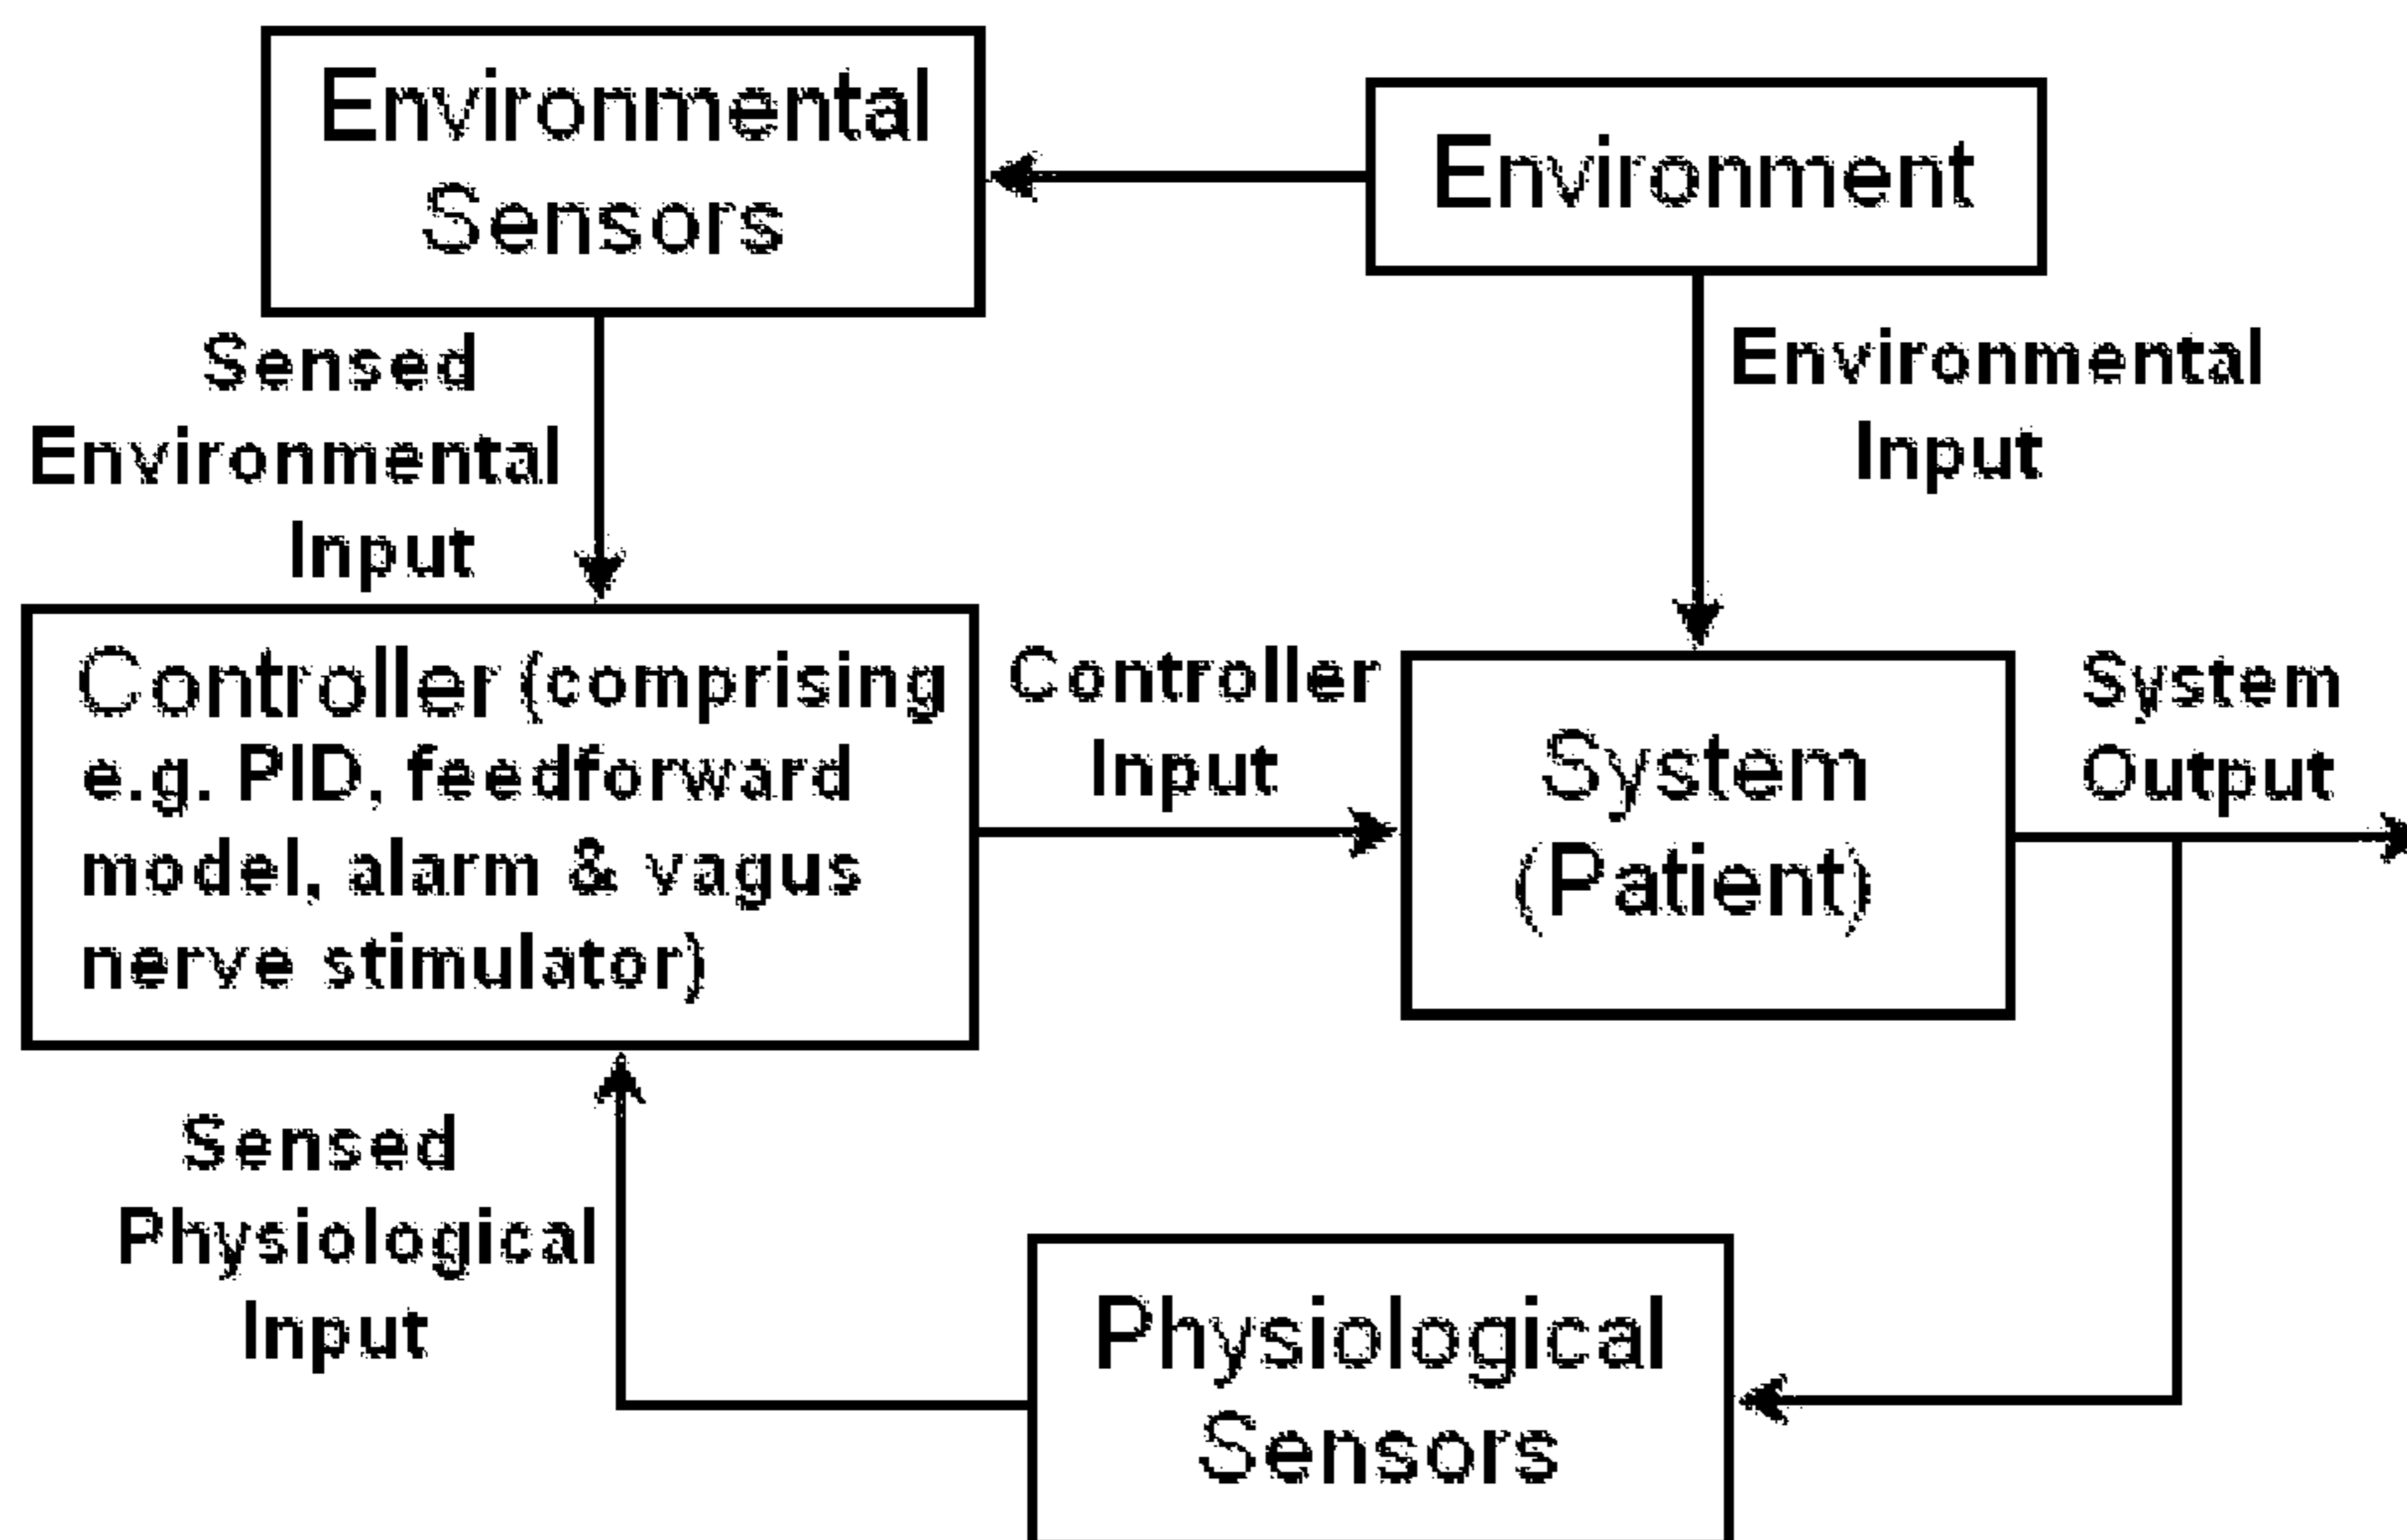 Environmental
Sensors
Environment
Sensed
Environmental
Input
Environmental
Input
Controller (comprising
e.g. PID, feedforward
model, alarm & vagus
nerve stimulator)
Controller
Input
System
(Patient)
System
Output
Sensed
Physiological
Input
Physiological
Sensors